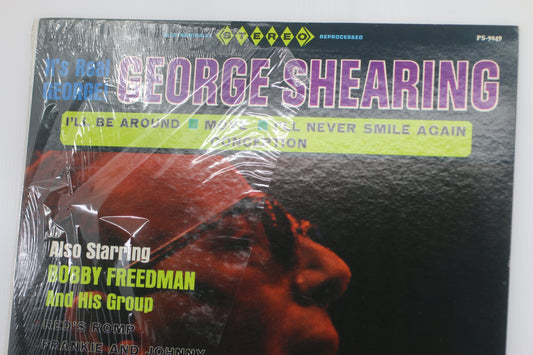 STEREO REPROCESSED PS-9049
It's Real
GEORGE!
GEORGE SHEARING
I'LL BE AROUND MOVE I'LL NEVER SMILE AGAIN
CONCEPTION
Also Starring
BOBBY FREEDMAN
And His Group
RED'S ROMP
FRANKIE AND JOHNNY